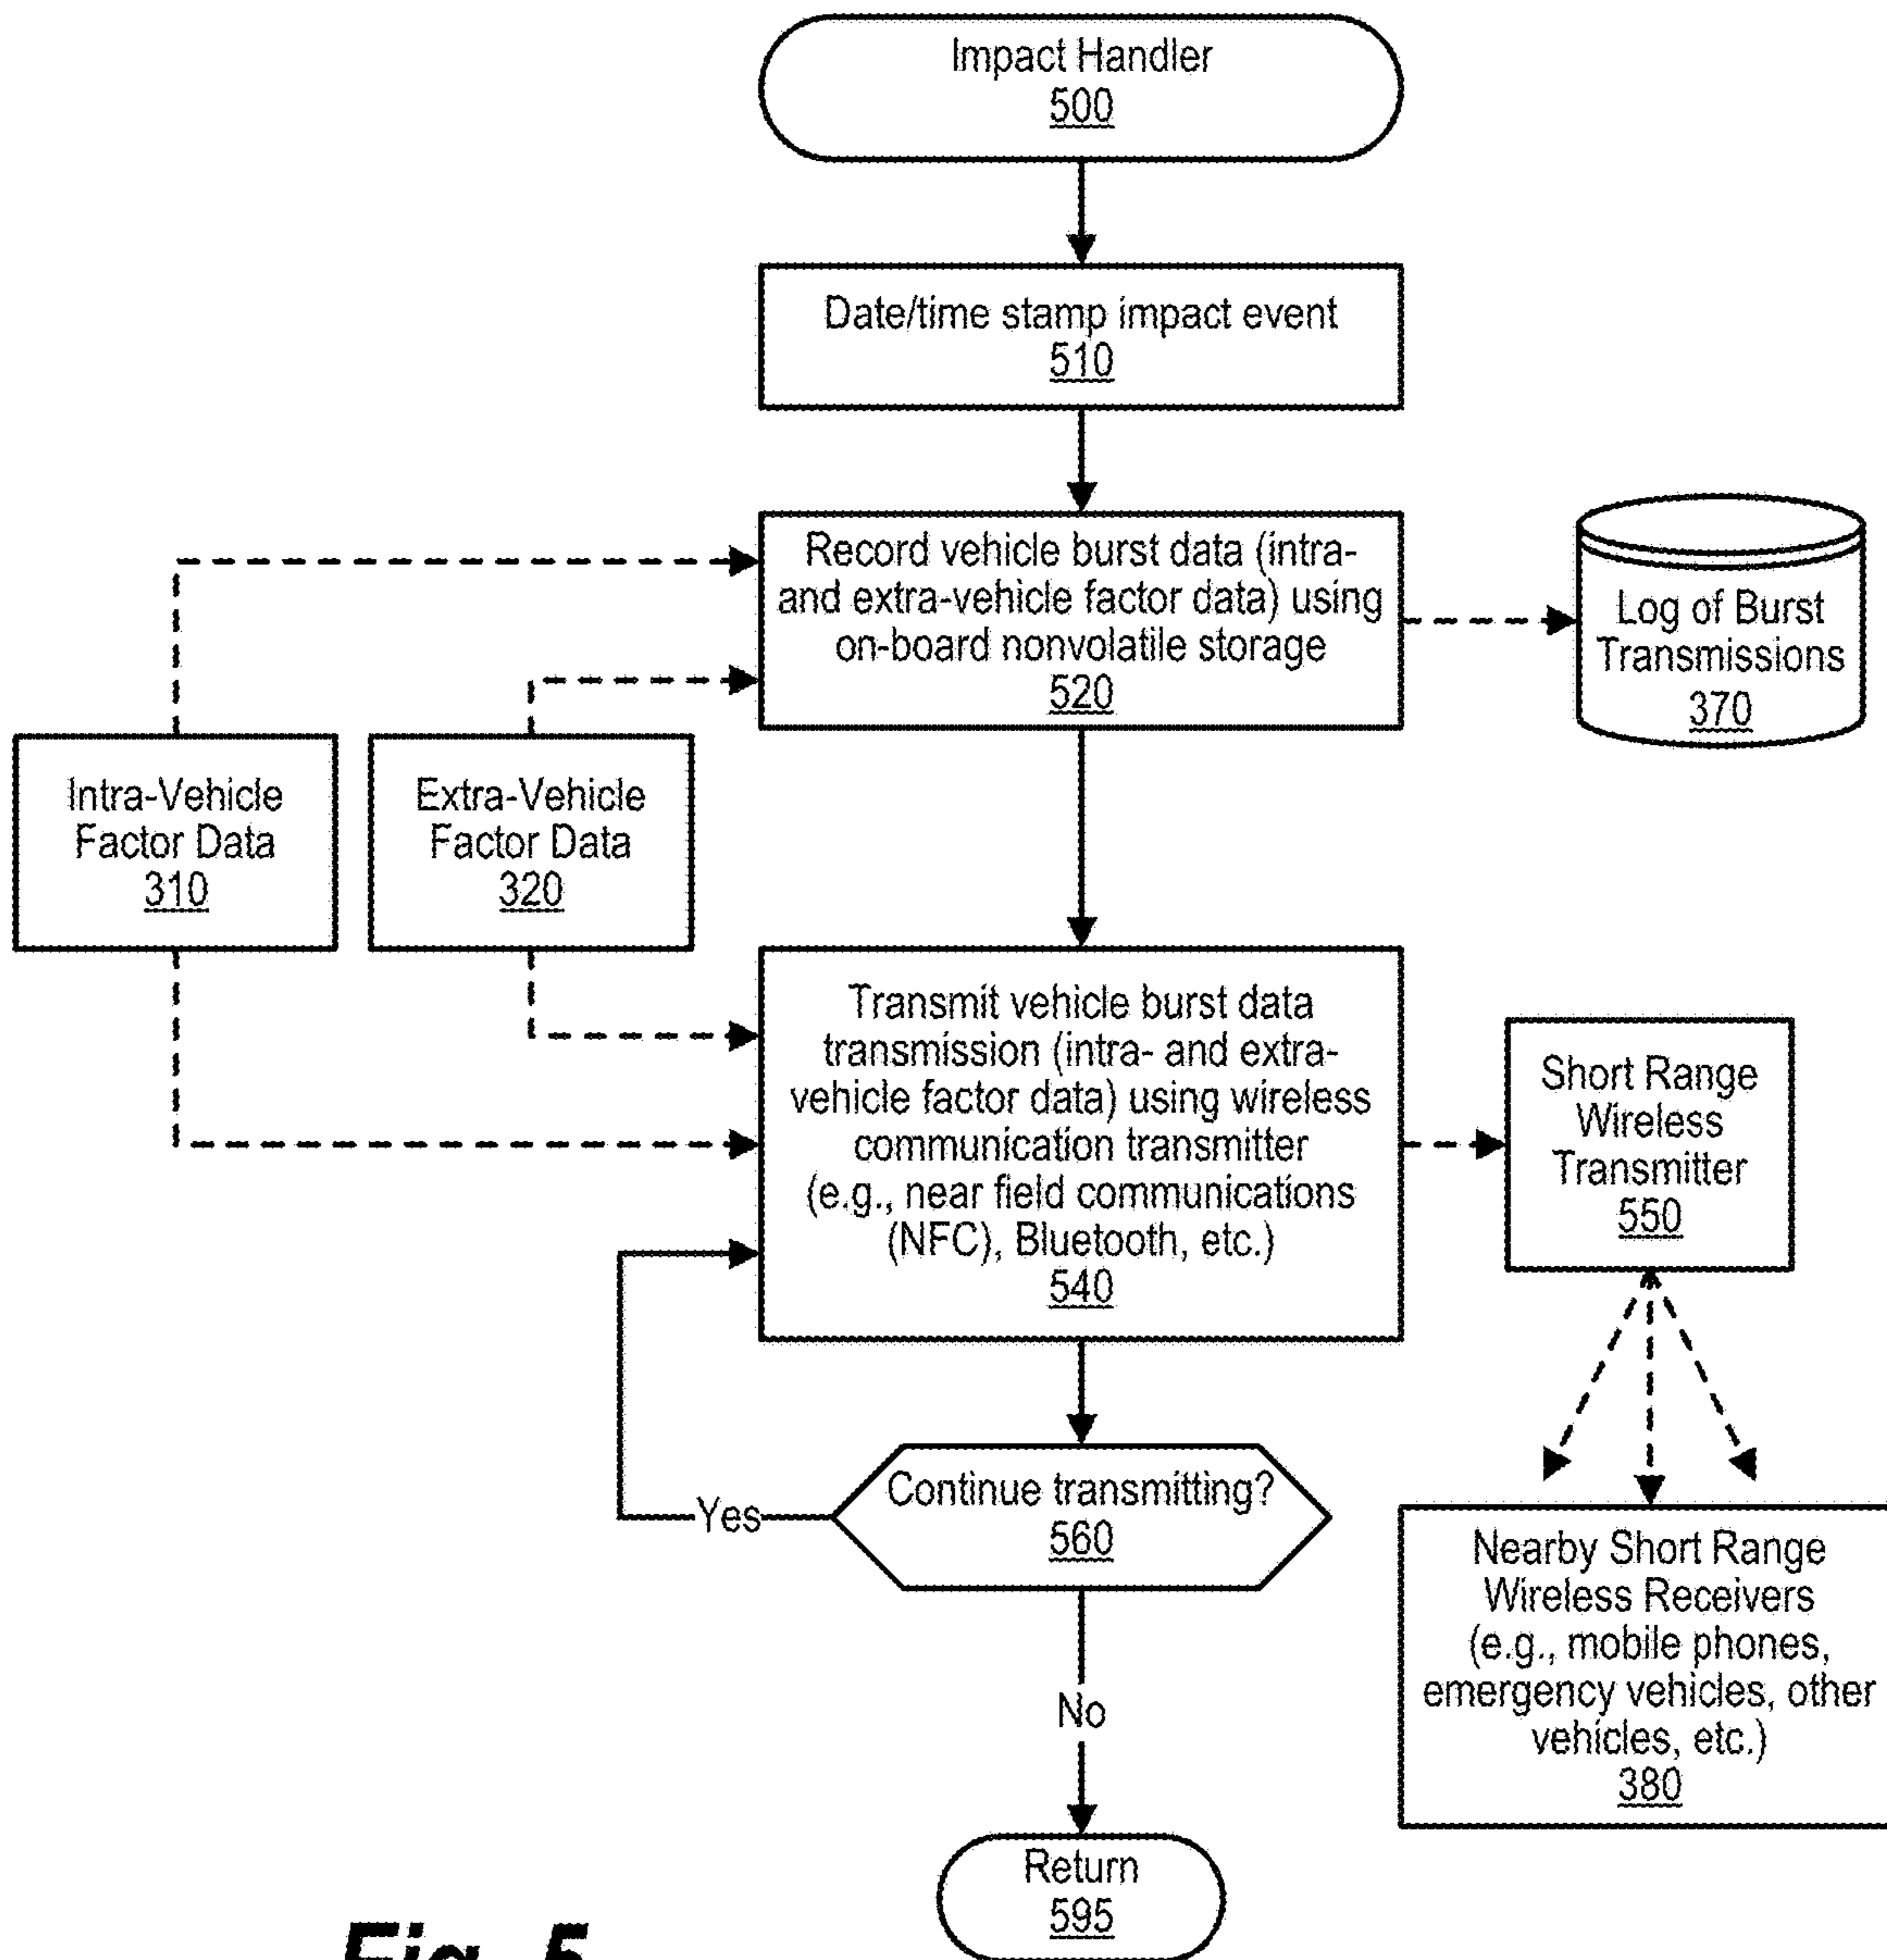 Impact Handler
500
Date/time stamp impact event
510
Record vehicle burst data (intra-
and extra-vehicle factor data) using
on-board nonvolatile storage
520
Log of Burst
Transmissions
370
Intra-Vehicle
Factor Data
310
Extra-Vehicle
Factor Data
320
Transmit vehicle burst data
transmission (intra- and extra-
vehicle factor data) using wireless
communication transmitter
(e.g., near field communications
(NFC), Bluetooth, etc.)
540
Short Range
Wireless
Transmitter
550
Continue transmitting?
560
Yes
No
Nearby Short Range
Wireless Receivers
(e.g., mobile phones,
emergency vehicles, other
vehicles, etc.)
380
Return
595
Fig. 5